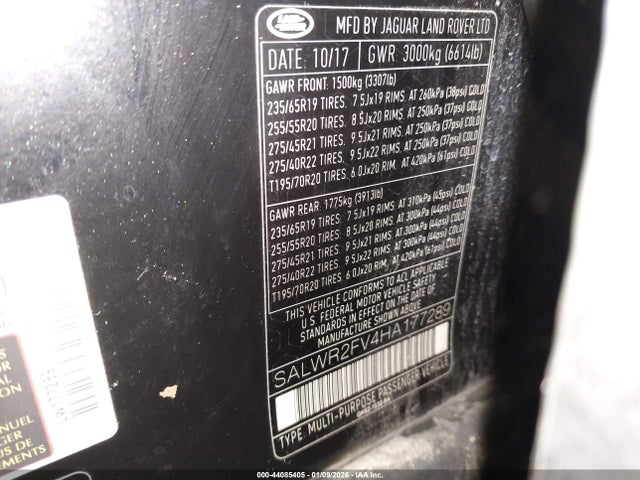 LAND ROVER
MFD BY JAGUAR LAND ROVER LTD
DATE: 10/17 GWR: 3000kg (6614lb)
GAWR FRONT: 1500kg (3307lb)
235/65R19 TIRES. 7.5Jx19 RIMS. AT 260kPa (38psi) COLD
255/55R20 TIRES. 8.5Jx20 RIMS. AT 250kPa (37psi) COLD
275/45R21 TIRES. 9.5Jx21 RIMS. AT 250kPa (37psi) COLD
275/40R22 TIRES. 9.5Jx22 RIMS. AT 250kPa (37psi) COLD
T195/70R20 TIRES. 6.0Jx20 RIM. AT 420kPa (61psi) COLD
GAWR REAR: 1775kg (3913lb)
235/65R19 TIRES. 7.5Jx19 RIMS. AT 310kPa (45psi) COLD
255/55R20 TIRES. 8.5Jx20 RIMS. AT 300kPa (44psi) COLD
275/45R21 TIRES. 9.5Jx21 RIMS. AT 300kPa (44psi) COLD
275/40R22 TIRES. 9.5Jx22 RIMS. AT 300kPa (44psi) COLD
T195/70R20 TIRES. 6.0Jx20 RIM. AT 420kPa (61psi) COLD
THIS VEHICLE CONFORMS TO ALL APPLICABLE
U.S. FEDERAL MOTOR VEHICLE SAFETY
STANDARDS IN EFFECT ON THE DATE OF
MANUFACTURE SHOWN ABOVE.
SALWR2FV4HA177289
TYPE: MULTI-PURPOSE PASSENGER VEHICLE
000-44085405 - 01/09/2026 - COPYRIGHT IAA, LLC